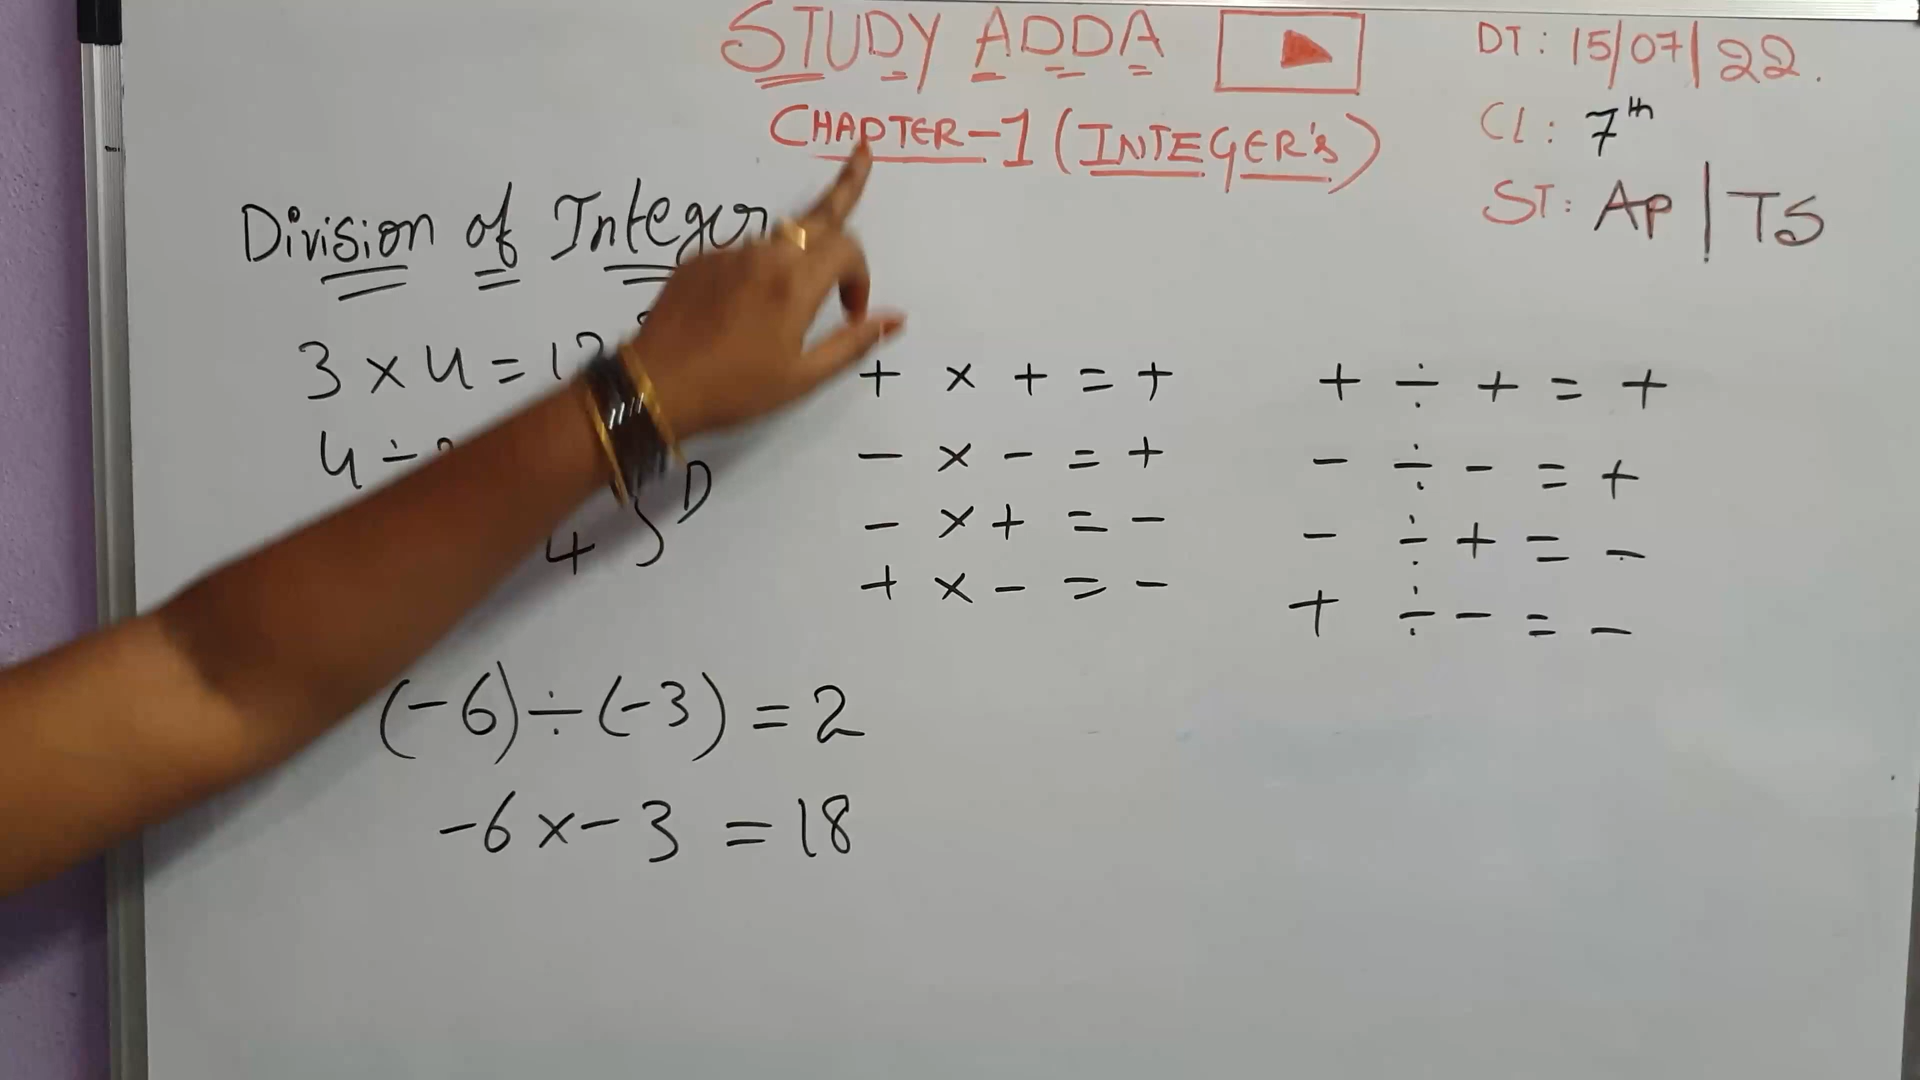 STUDY ADDA
DT: 15/07/22.
CHAPTER-1 (INTEGER'S)
CL: 7th
ST: AP | TS
Division of Integer
3 x 4 = 12
+ × + = +
- × - = +
- × + = -
+ × - = -
+ ÷ + = +
- ÷ - = +
- ÷ + = -
+ ÷ - = -
4 ÷
4 D
(-6) ÷ (-3) = 2
-6 x - 3 = 18